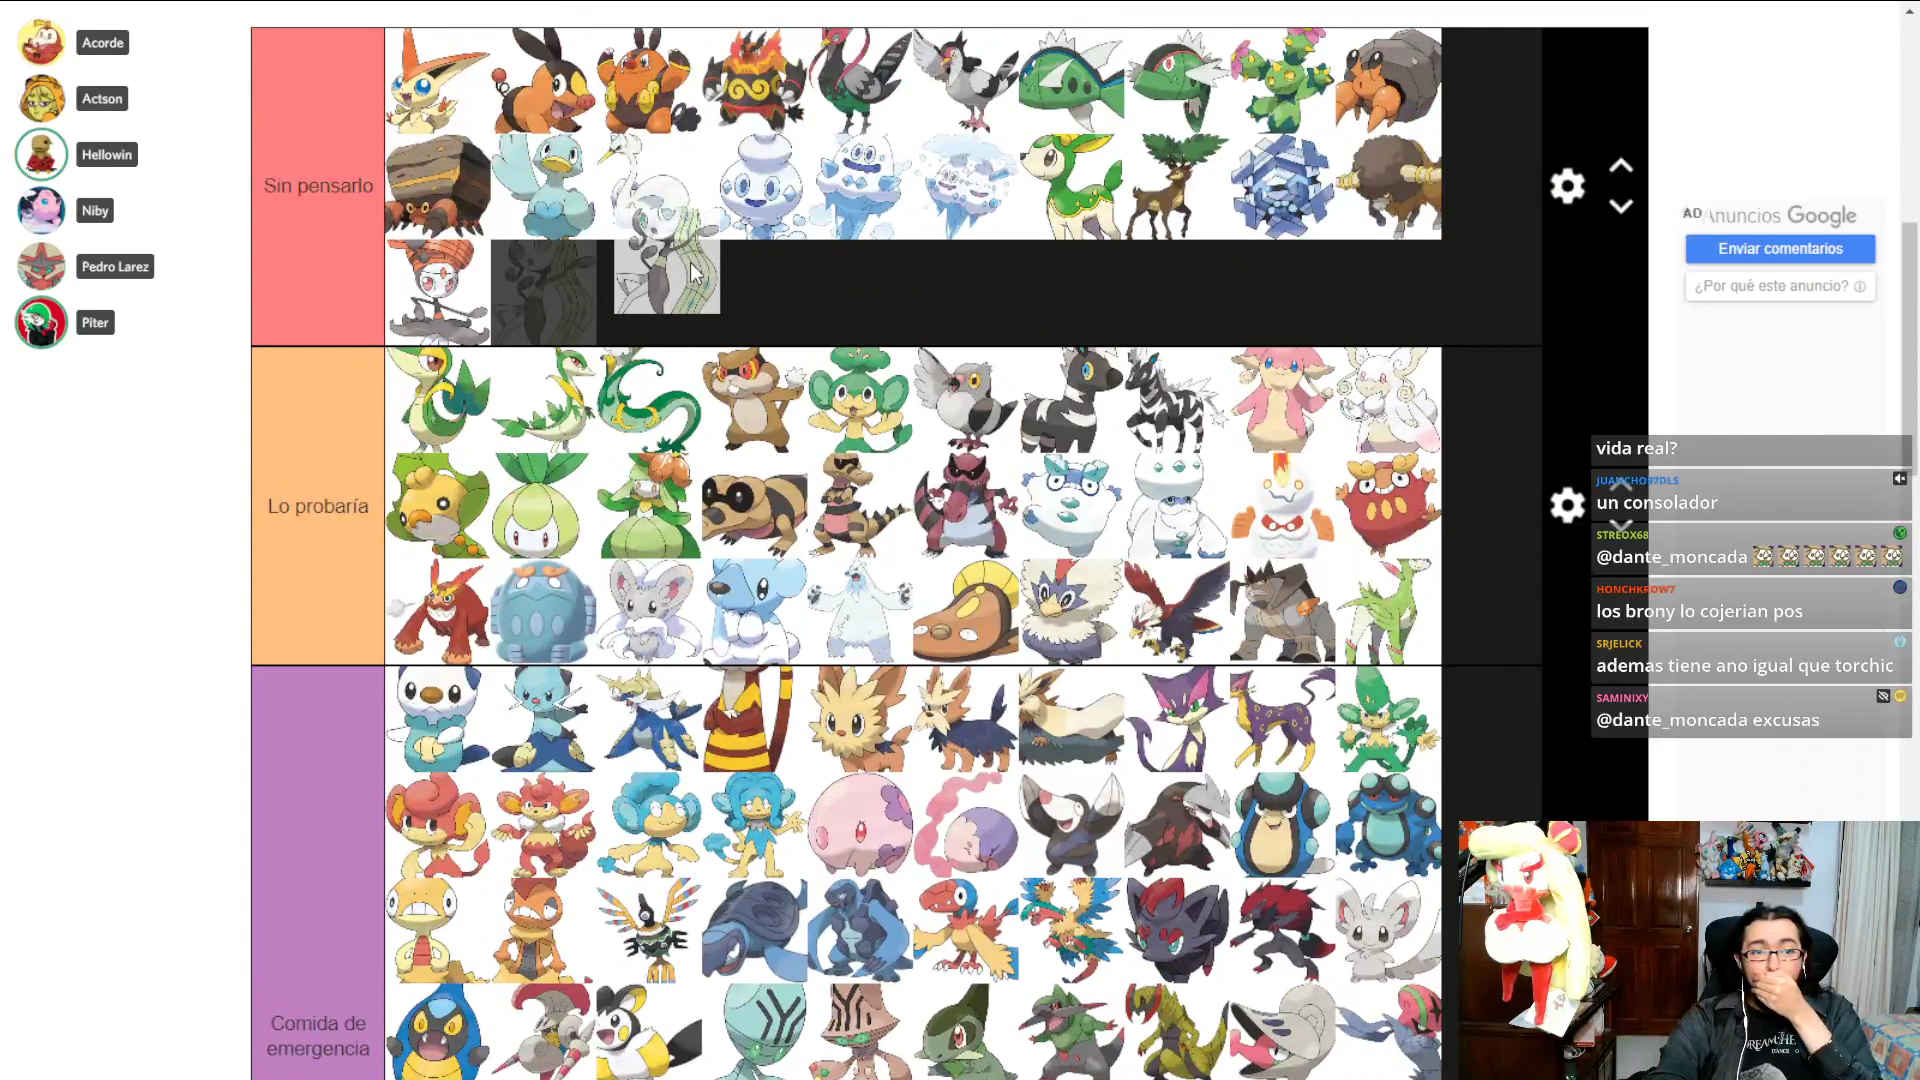 Acorde
Actson
Hellowin
Niby
Pedro Larez
Piter
Sin pensarlo
Lo probaría
Comida de
emergencia
AD
Anuncios Google
Enviar comentarios
¿Por qué este anuncio?
vida real?
JUANCHO97DLS
un consolador
STREOX68
@dante_moncada
HONCHKROW7
los brony lo cojerian pos
SRJELICK
ademas tiene ano igual que torchic
SAMINIXY
@dante_moncada excusas